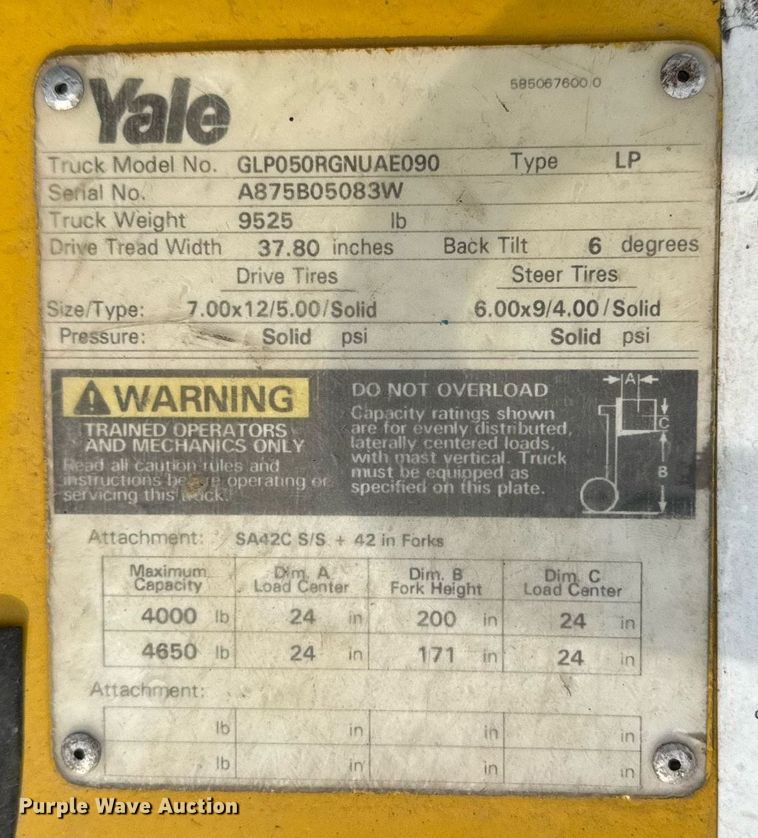 Yale 585067600 0
Truck Model No. GLP050RGNUAE090 Type LP
Serial No. A875B05083W
Truck Weight 9525 lb
Drive Tread Width 37.80 inches Back Tilt 6 degrees
Drive Tires Steer Tires
Size/Type: 7.00x12/5.00/Solid 6.00x9/4.00/Solid
Pressure: Solid psi Solid psi
WARNING
TRAINED OPERATORS
AND MECHANICS ONLY
Read all caution rules and
instructions before operating or
servicing this truck.
DO NOT OVERLOAD
Capacity ratings shown
are for evenly distributed,
laterally centered loads,
with mast vertical. Truck
must be equipped as
specified on this plate.
A
C
B
Attachment: SA42C S/S + 42 in Forks
Maximum Capacity Dim. A Load Center Dim. B Fork Height Dim. C Load Center
4000 lb 24 in 200 in 24 in
4650 lb 24 in 171 in 24 in
Attachment:
lb in in in
lb in in in
Purple Wave Auction